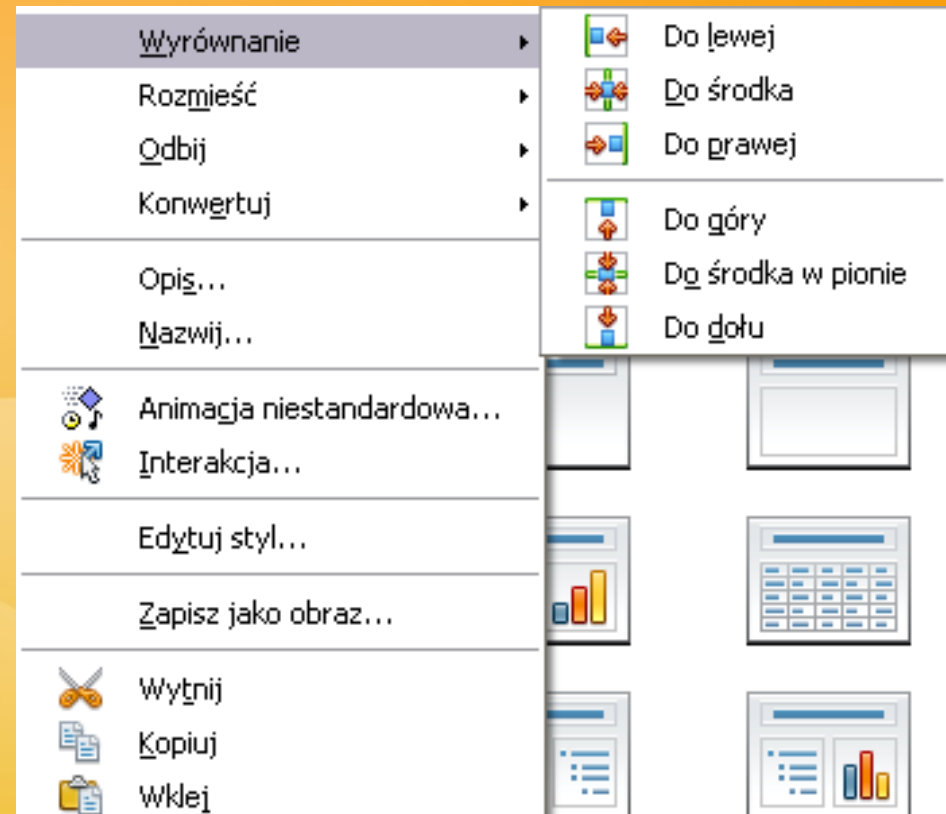 Wyrównanie
Rozmieść
Odbij
Konwertuj
Opis...
Nazwij...
Animacja niestandardowa...
Interakcja...
Edytuj styl...
Zapisz jako obraz...
Wytnij
Kopiuj
Wklej
Do lewej
Do środka
Do prawej
Do góry
Do środka w pionie
Do dołu